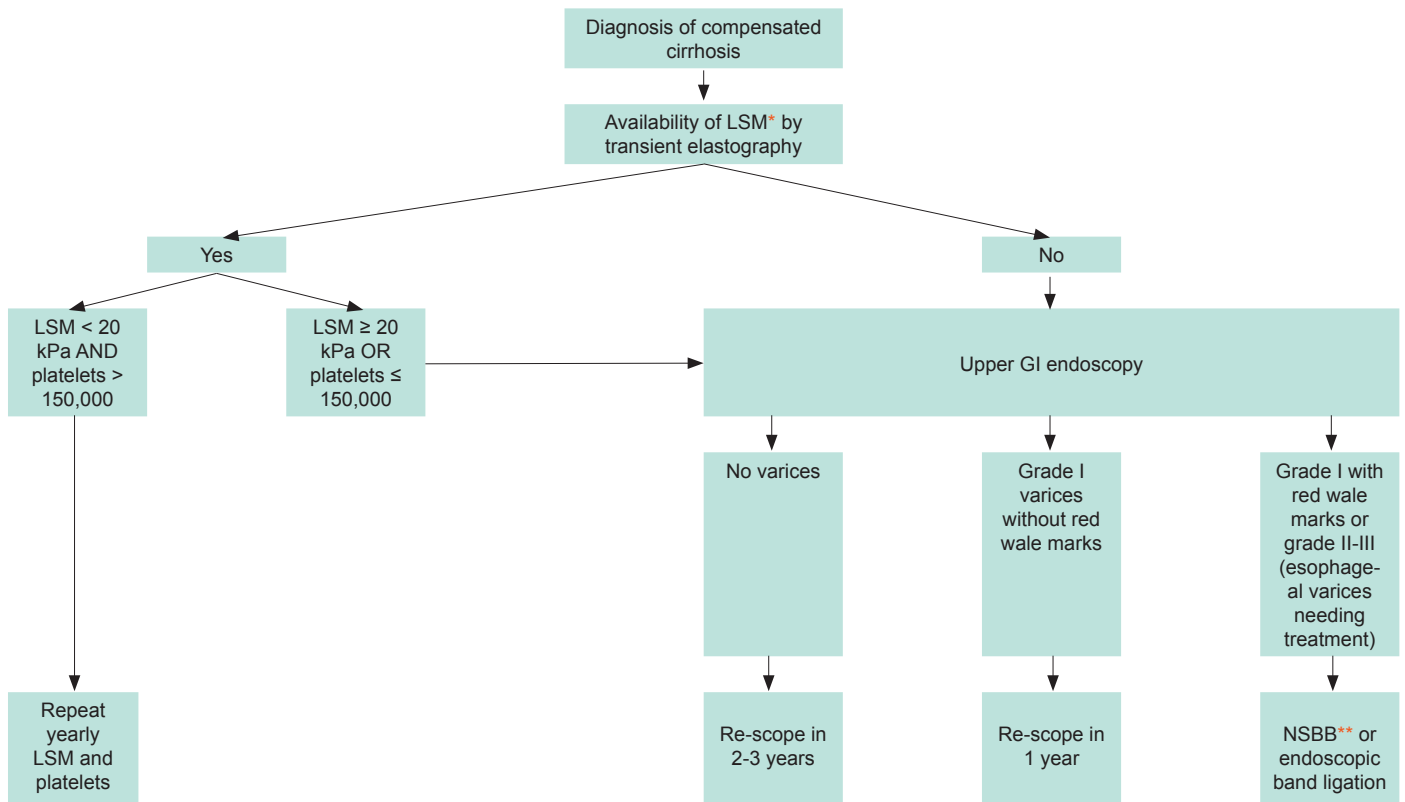 Diagnosis of compensated
cirrhosis
Availability of LSM* by
transient elastography
Yes
No
LSM < 20
kPa AND
platelets >
150,000
LSM ≥ 20
kPa OR
platelets ≤
150,000
Upper GI endoscopy
No varices
Grade I
varices
without red
wale marks
Grade I with
red wale
marks or
grade II-III
(esophage-
al varices
needing
treatment)
Repeat
yearly
LSM and
platelets
Re-scope in
2-3 years
Re-scope in
1 year
NSBB** or
endoscopic
band ligation